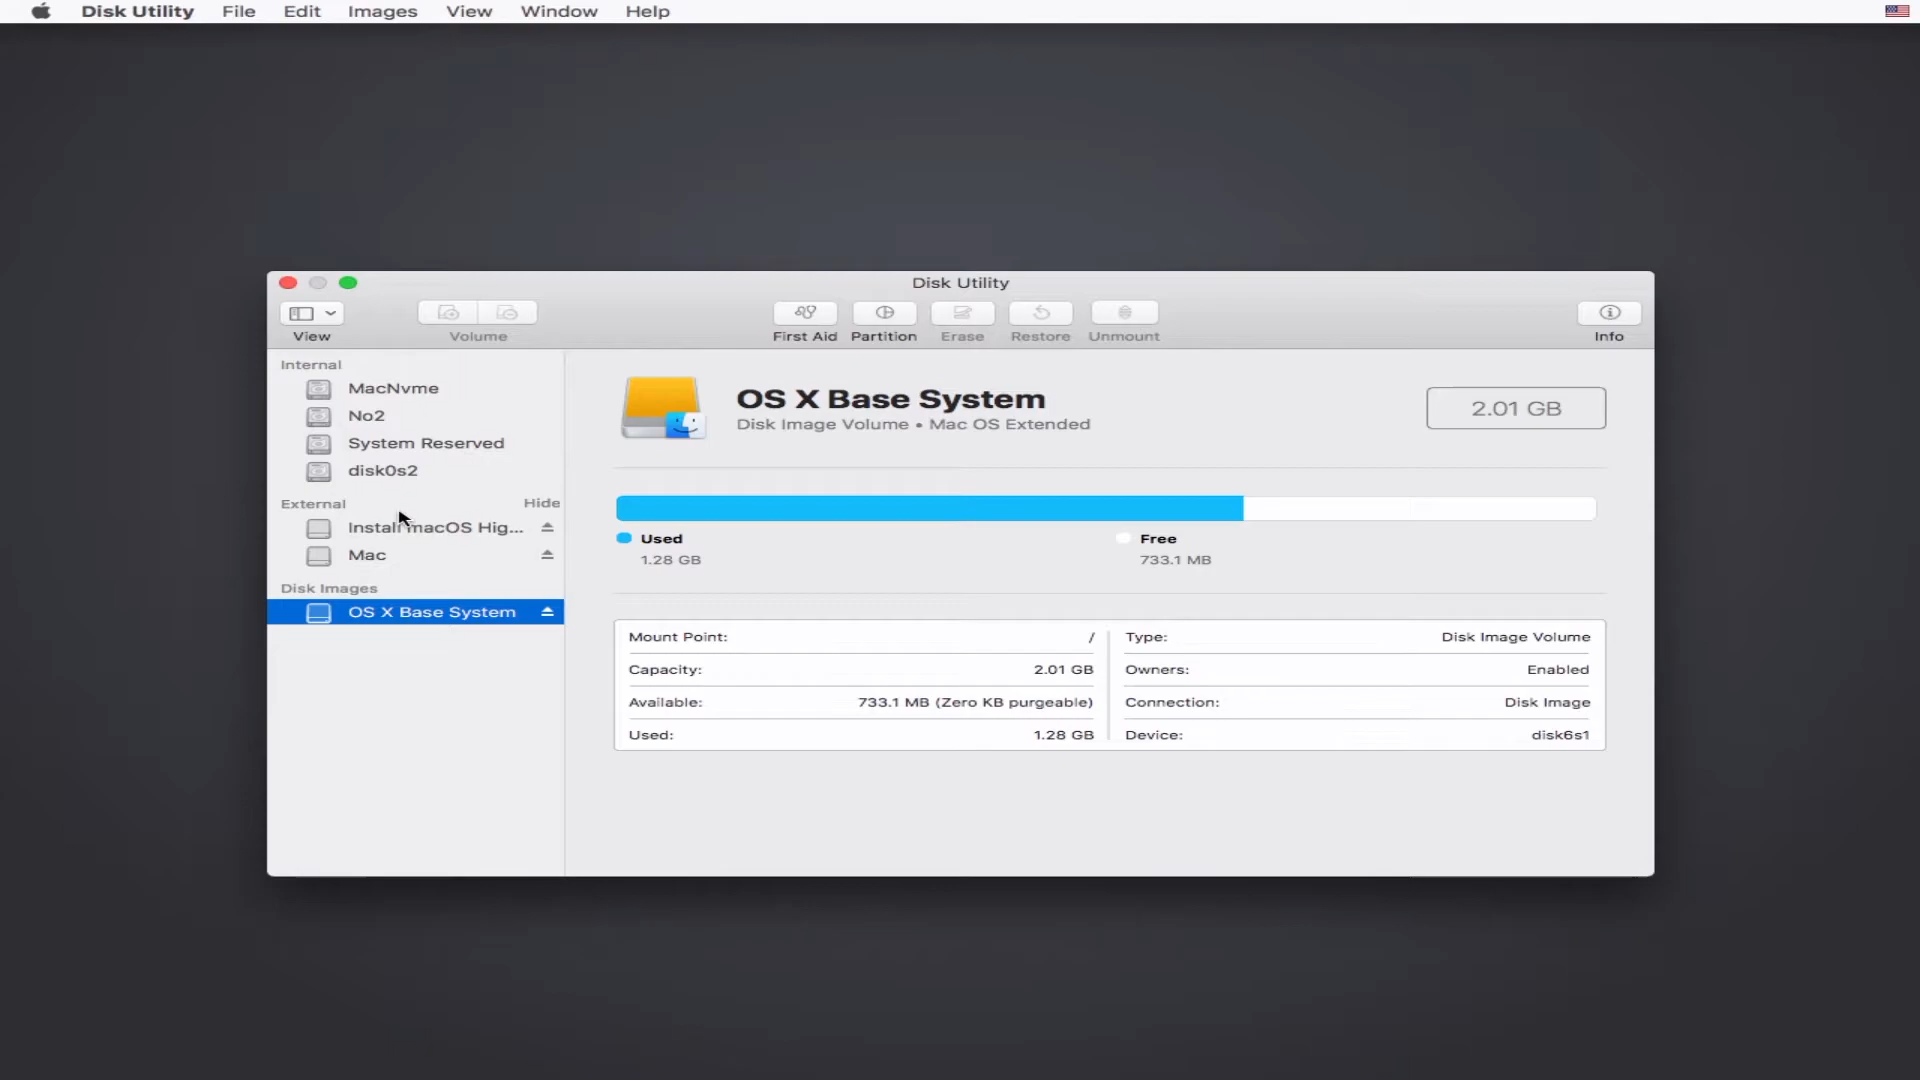 Disk Utility File Edit Images View Window Help
Disk Utility
View Volume First Aid Partition Erase Restore Unmount Info
Internal
MacNvme
No2
System Reserved
disk0s2
External Hide
Install macOS Hig...
Mac
Disk Images
OS X Base System
OS X Base System
Disk Image Volume • Mac OS Extended
2.01 GB
Used
1.28 GB
Free
733.1 MB
Mount Point: /
Capacity: 2.01 GB
Available: 733.1 MB (Zero KB purgeable)
Used: 1.28 GB
Type: Disk Image Volume
Owners: Enabled
Connection: Disk Image
Device: disk6s1